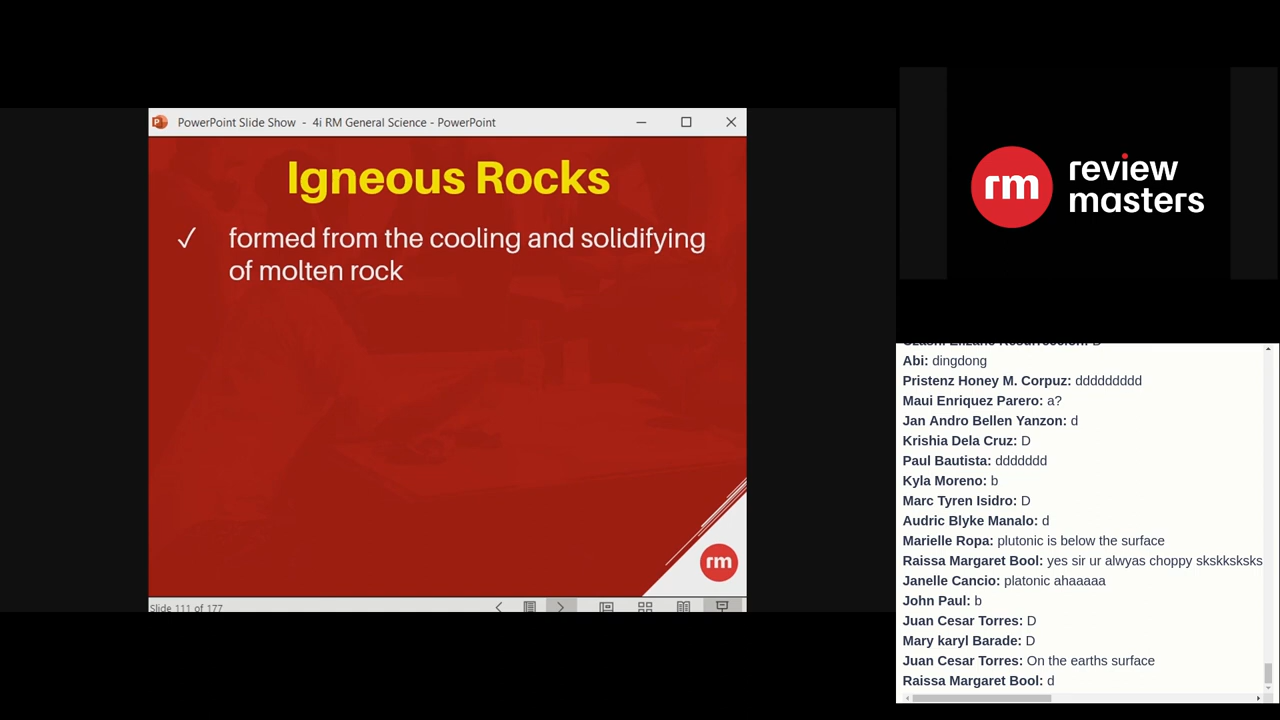 PowerPoint Slide Show - 4i RM General Science - PowerPoint
Igneous Rocks
✓ formed from the cooling and solidifying
of molten rock
rm
Slide 111 of 177
rm review
masters
Abi: dingdong
Pristenz Honey M. Corpuz: ddddddddd
Maui Enriquez Parero: a?
Jan Andro Bellen Yanzon: d
Krishia Dela Cruz: D
Paul Bautista: ddddddd
Kyla Moreno: b
Marc Tyren Isidro: D
Audric Blyke Manalo: d
Marielle Ropa: plutonic is below the surface
Raissa Margaret Bool: yes sir ur alwyas choppy skskksksks
Janelle Cancio: platonic ahaaaaa
John Paul: b
Juan Cesar Torres: D
Mary karyl Barade: D
Juan Cesar Torres: On the earths surface
Raissa Margaret Bool: d